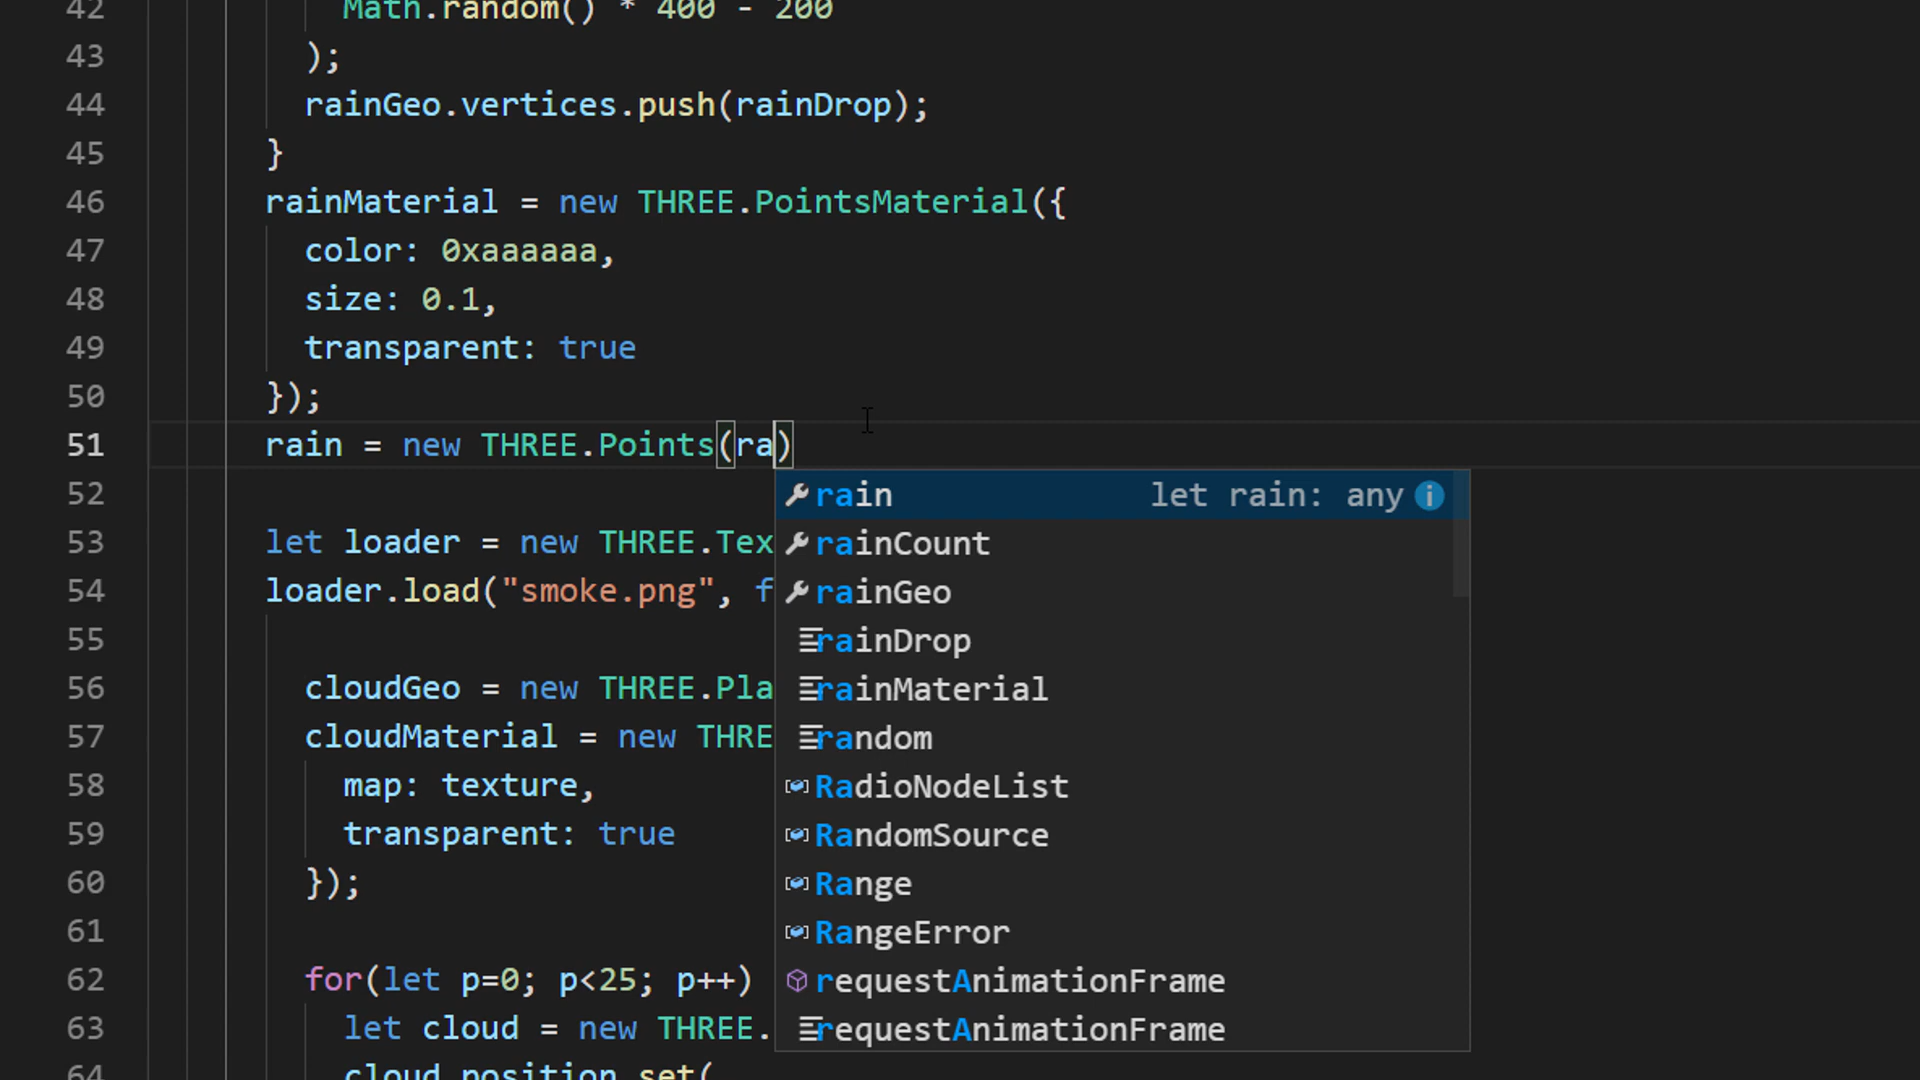 42 Math.random() * 400 - 200
43 );
44 rainGeo.vertices.push(rainDrop);
45 }
46 rainMaterial = new THREE.PointsMaterial({
47 color: 0xaaaaaa,
48 size: 0.1,
49 transparent: true
50 });
51 rain = new THREE.Points(ra)
52 rain let rain: any
53 let loader = new THREE.Tex rainCount
54 loader.load("smoke.png", f rainGeo
55 rainDrop
56 cloudGeo = new THREE.Pla rainMaterial
57 cloudMaterial = new THRE random
58 map: texture, RadioNodeList
59 transparent: true RandomSource
60 }); Range
61 RangeError
62 for(let p=0; p<25; p++) requestAnimationFrame
63 let cloud = new THREE. requestAnimationFrame
64 cloud.position.set(